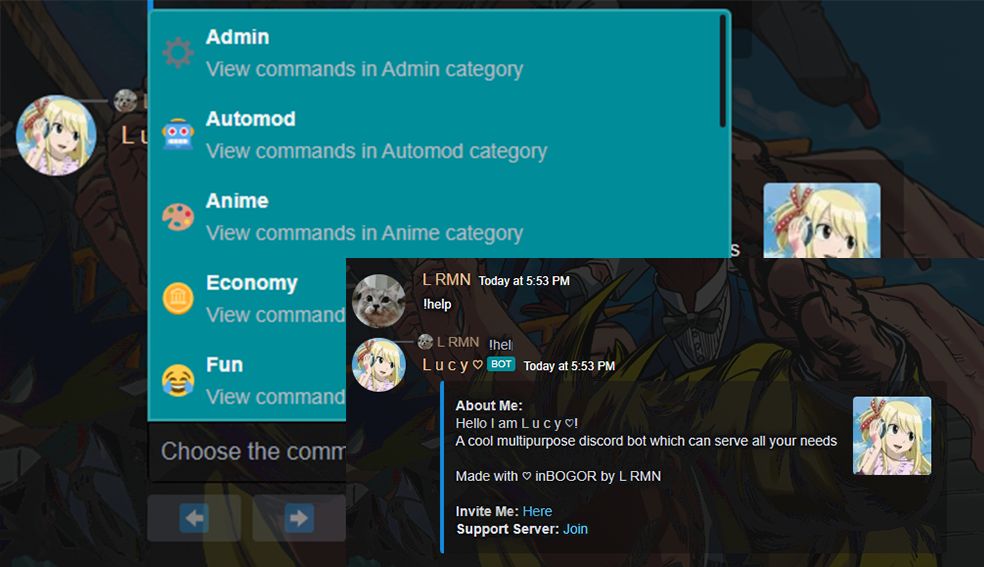 Admin
View commands in Admin category
Automod
View commands in Automod category
Anime
View commands in Anime category
Economy
View command
Fun
View command
Choose the comm
L RMN Today at 5:53 PM
!help
L RMN !hel
L u c y ♡ BOT Today at 5:53 PM
About Me:
Hello I am L u c y ♡!
A cool multipurpose discord bot which can serve all your needs
Made with ♡ inBOGOR by L RMN
Invite Me: Here
Support Server: Join